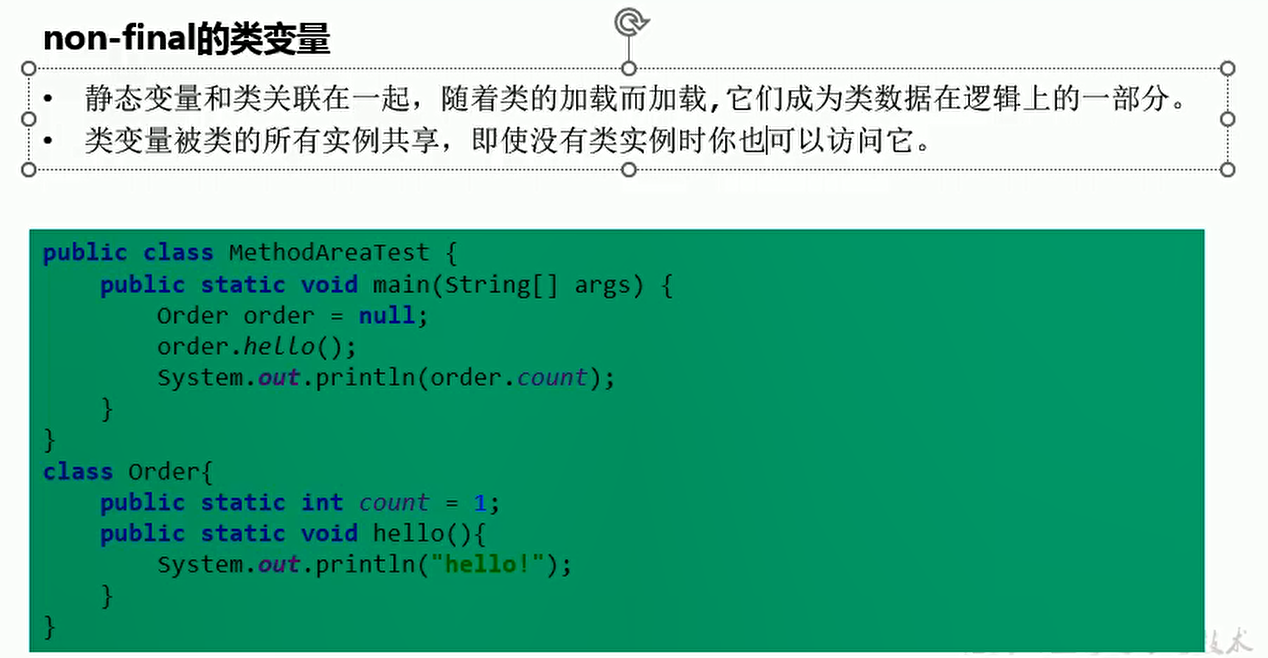 non-final的类变量
• 静态变量和类关联在一起，随着类的加载而加载,它们成为类数据在逻辑上的一部分。
• 类变量被类的所有实例共享，即使没有类实例时你也可以访问它。
public class MethodAreaTest {
    public static void main(String[] args) {
        Order order = null;
        order.hello();
        System.out.println(order.count);
    }
}
class Order{
    public static int count = 1;
    public static void hello(){
        System.out.println("hello!");
    }
}
技术